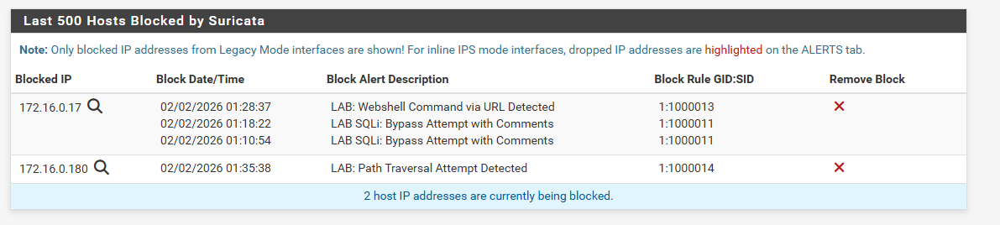 Last 500 Hosts Blocked by Suricata
Note: Only blocked IP addresses from Legacy Mode interfaces are shown! For inline IPS mode interfaces, dropped IP addresses are highlighted on the ALERTS tab.
Blocked IP Block Date/Time Block Alert Description Block Rule GID:SID Remove Block
172.16.0.17 02/02/2026 01:28:37 LAB: Webshell Command via URL Detected 1:1000013
02/02/2026 01:18:22 LAB SQLi: Bypass Attempt with Comments 1:1000011
02/02/2026 01:10:54 LAB SQLi: Bypass Attempt with Comments 1:1000011
172.16.0.180 02/02/2026 01:35:38 LAB: Path Traversal Attempt Detected 1:1000014
2 host IP addresses are currently being blocked.